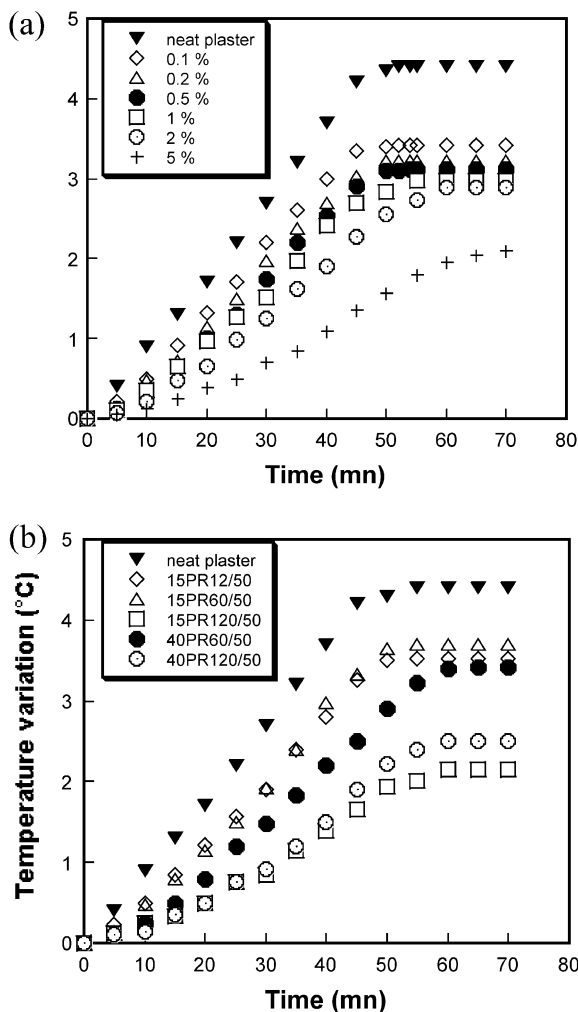 (a)
5
4
3
2
1
0
neat plaster
0.1 %
0.2 %
0.5 %
1 %
2 %
5 %
0 10 20 30 40 50 60 70 80
Time (mn)
(b)
Temperature variation (°C)
5
4
3
2
1
0
neat plaster
15PR12/50
15PR60/50
15PR120/50
40PR60/50
40PR120/50
0 10 20 30 40 50 60 70 80
Time (mn)